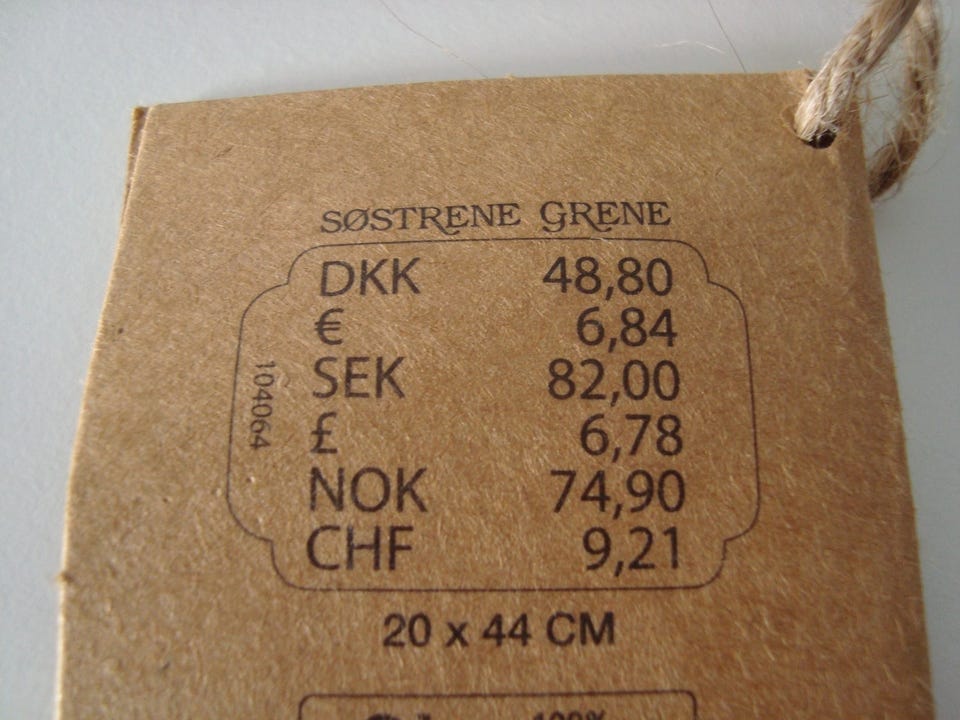 SØSTRENE GRENE
DKK 48,80
€ 6,84
SEK 82,00
£ 6,78
NOK 74,90
CHF 9,21
104064
20 x 44 CM
100%